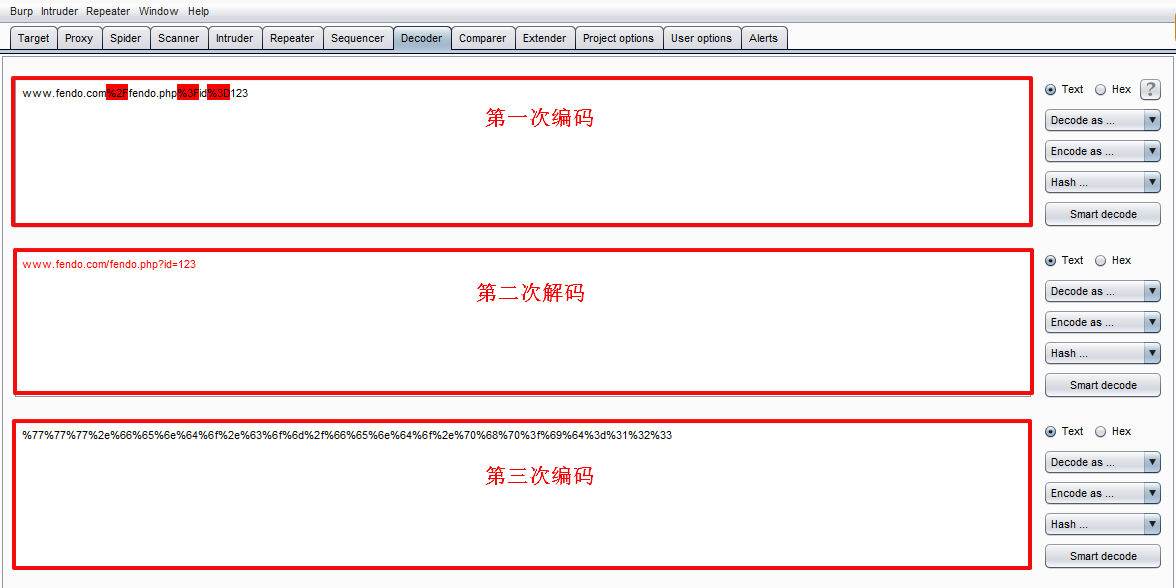 Burp Intruder Repeater Window Help
Target Proxy Spider Scanner Intruder Repeater Sequencer Decoder Comparer Extender Project options User options Alerts
www.fendo.com%2Ffendo.php%3Fid%3D123
第一次编码
Text Hex ?
Decode as ...
Encode as ...
Hash ...
Smart decode
www.fendo.com/fendo.php?id=123
第二次解码
Text Hex
Decode as ...
Encode as ...
Hash ...
Smart decode
%77%77%77%2e%66%65%6e%64%6f%2e%63%6f%6d%2f%66%65%6e%64%6f%2e%70%68%70%3f%69%64%3d%31%32%33
第三次编码
Text Hex
Decode as ...
Encode as ...
Hash ...
Smart decode